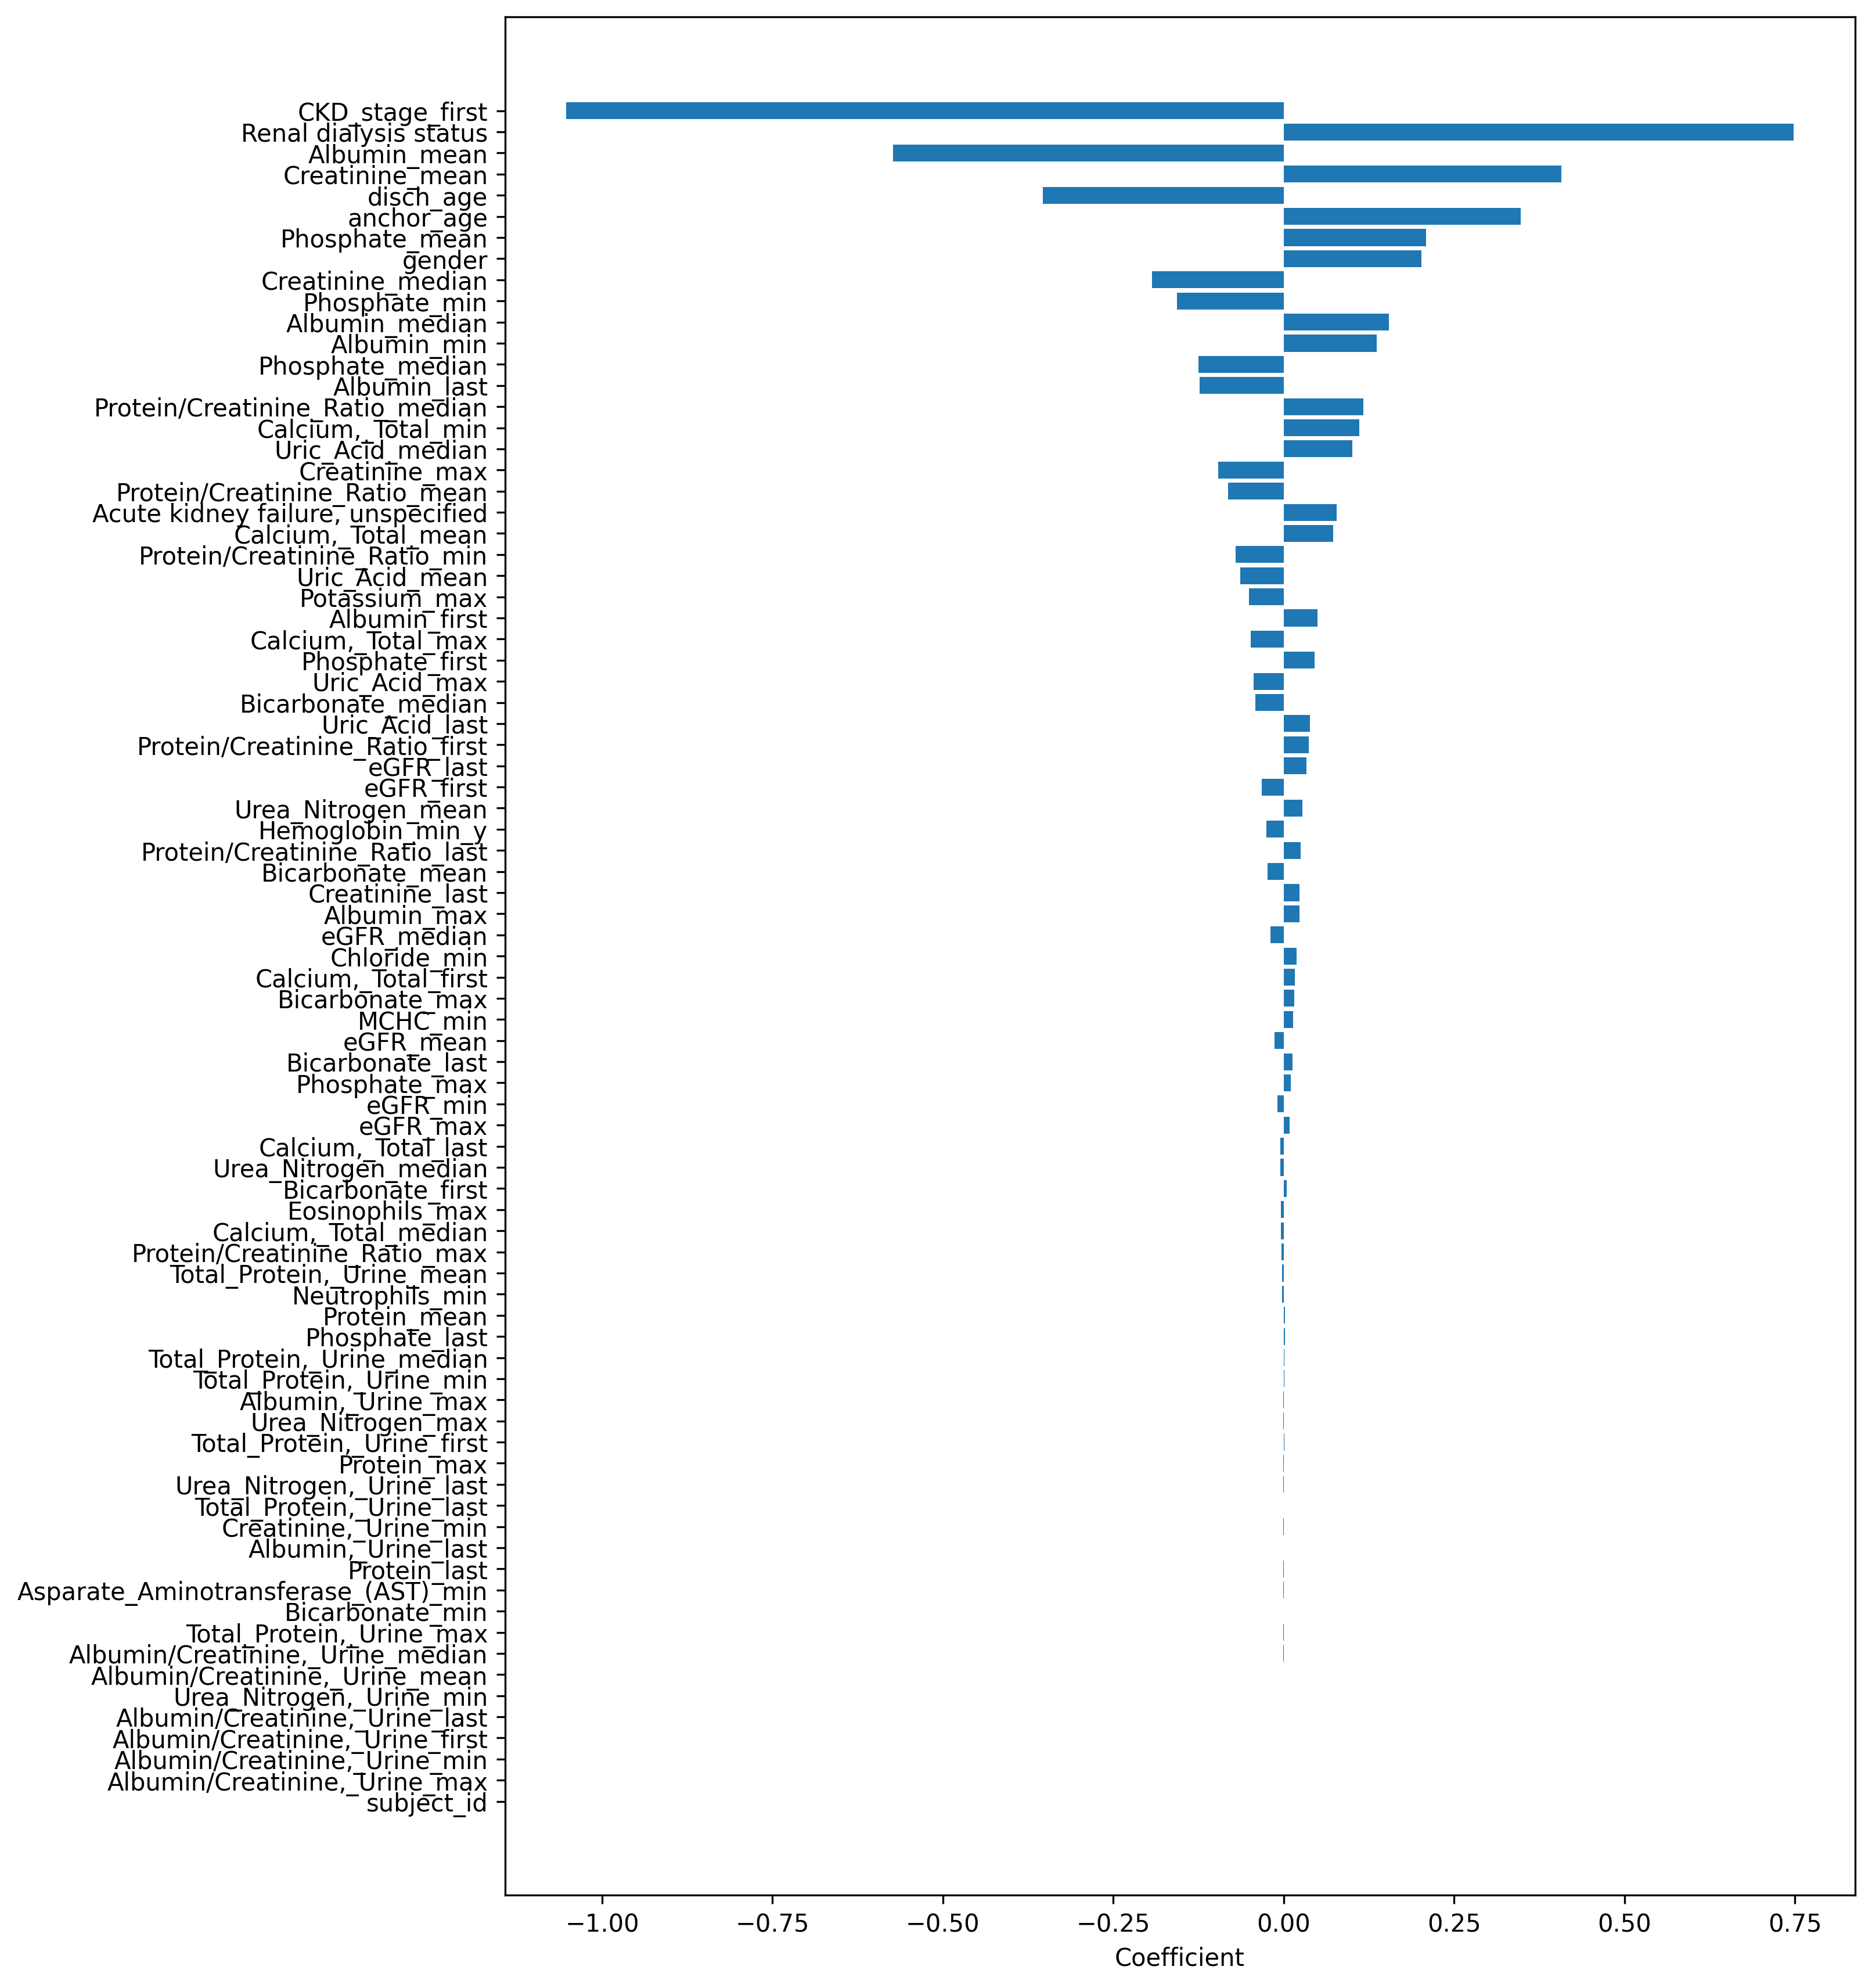 CKD_stage_first
Renal dialysis status
Albumin_mean
Creatinine_mean
disch_age
anchor_age
Phosphate_mean
gender
Creatinine_median
Phosphate_min
Albumin_median
Albumin_min
Phosphate_median
Albumin_last
Protein/Creatinine_Ratio_median
Calcium,_Total_min
Uric_Acid_median
Creatinine_max
Protein/Creatinine_Ratio_mean
Acute kidney failure, unspecified
Calcium,_Total_mean
Protein/Creatinine_Ratio_min
Uric_Acid_mean
Potassium_max
Albumin_first
Calcium,_Total_max
Phosphate_first
Uric_Acid_max
Bicarbonate_median
Uric_Acid_last
Protein/Creatinine_Ratio_first
eGFR_last
eGFR_first
Urea_Nitrogen_mean
Hemoglobin_min_y
Protein/Creatinine_Ratio_last
Bicarbonate_mean
Creatinine_last
Albumin_max
eGFR_median
Chloride_min
Calcium,_Total_first
Bicarbonate_max
MCHC_min
eGFR_mean
Bicarbonate_last
Phosphate_max
eGFR_min
eGFR_max
Calcium,_Total_last
Urea_Nitrogen_median
Bicarbonate_first
Eosinophils_max
Calcium,_Total_median
Protein/Creatinine_Ratio_max
Total_Protein,_Urine_mean
Neutrophils_min
Protein_mean
Phosphate_last
Total_Protein,_Urine_median
Total_Protein,_Urine_min
Albumin,_Urine_max
Urea_Nitrogen_max
Total_Protein,_Urine_first
Protein_max
Urea_Nitrogen,_Urine_last
Total_Protein,_Urine_last
Creatinine,_Urine_min
Albumin,_Urine_last
Protein_last
Asparate_Aminotransferase_(AST)_min
Bicarbonate_min
Total_Protein,_Urine_max
Albumin/Creatinine,_Urine_median
Albumin/Creatinine,_Urine_mean
Urea_Nitrogen,_Urine_min
Albumin/Creatinine,_Urine_last
Albumin/Creatinine,_Urine_first
Albumin/Creatinine,_Urine_min
Albumin/Creatinine,_Urine_max
subject_id
−1.00 −0.75 −0.50 −0.25 0.00 0.25 0.50 0.75
Coefficient